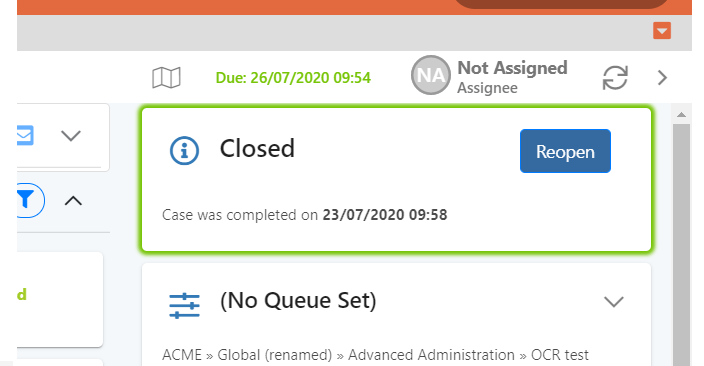 Due: 26/07/2020 09:54
NA
Not Assigned
Assignee
Closed
Reopen
Case was completed on 23/07/2020 09:58
d
(No Queue Set)
ACME » Global (renamed) » Advanced Administration » OCR test